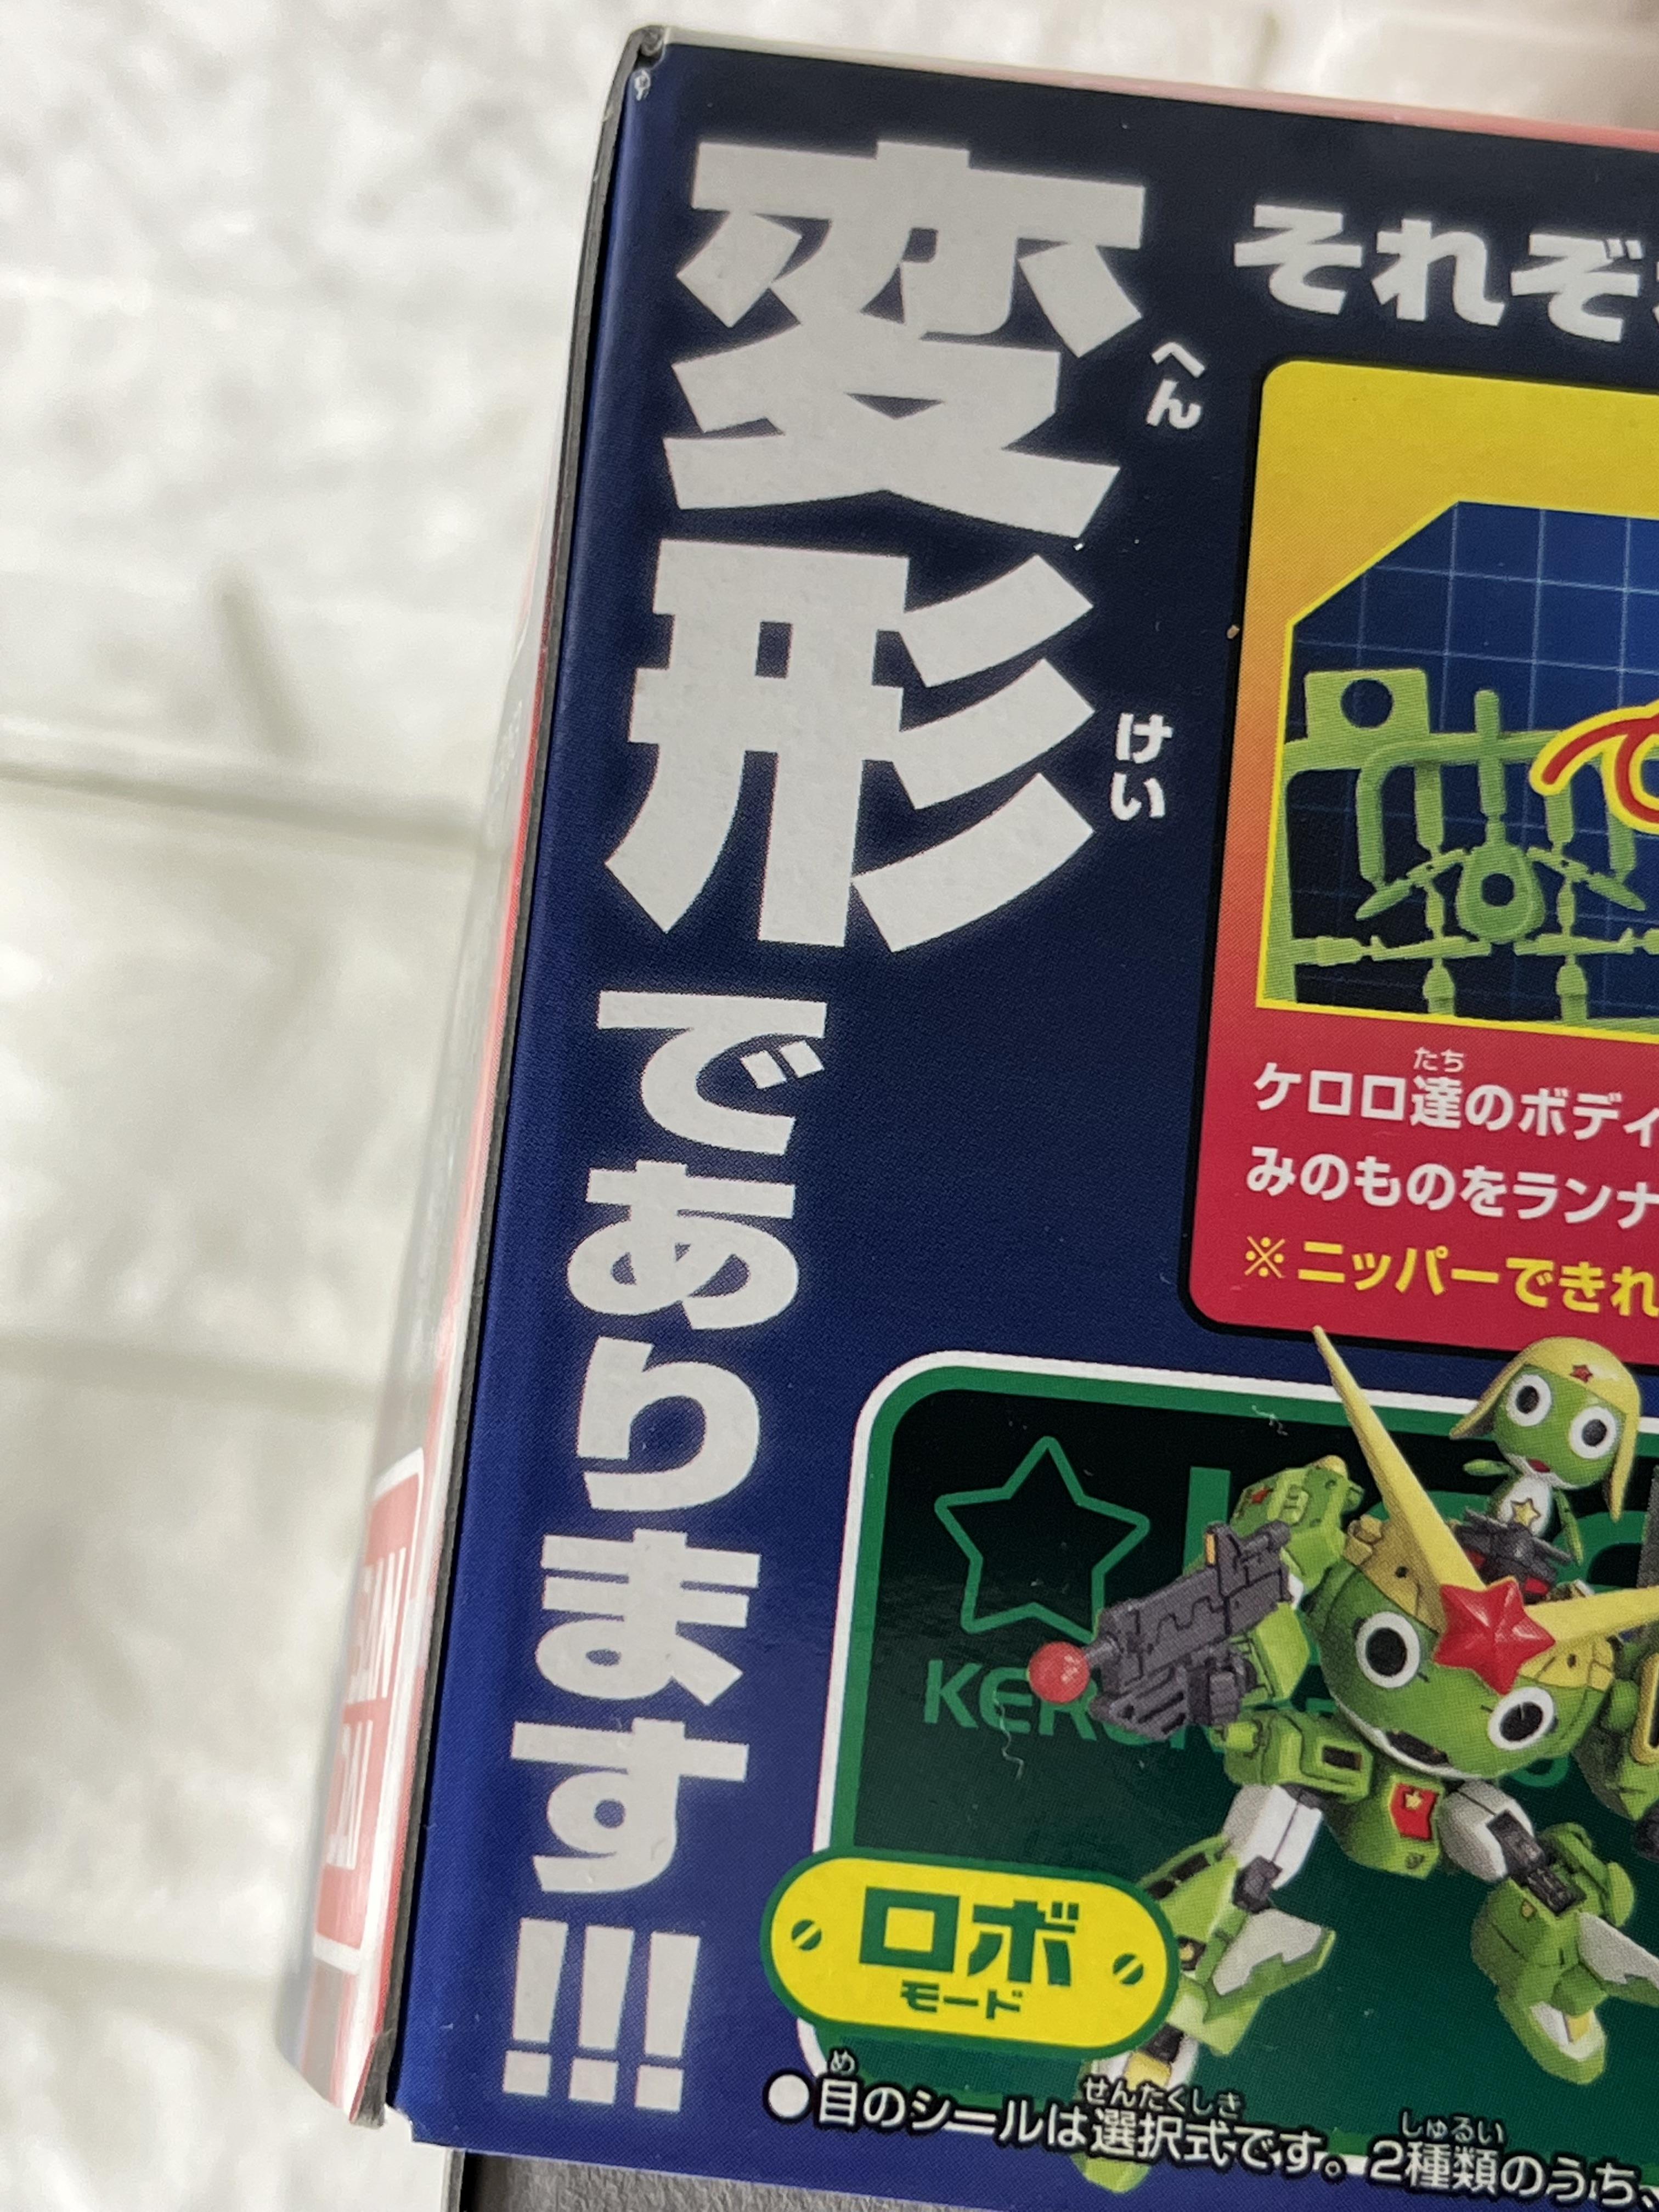 変形であります!!!
へんけい
それぞ
たち
ケロロ達のボディ
みのものをランナ
※ニッパーできれ
KER
ロボ
モード
め せんたくしき しゅるい
●目のシールは選択式です。2種類のうち、